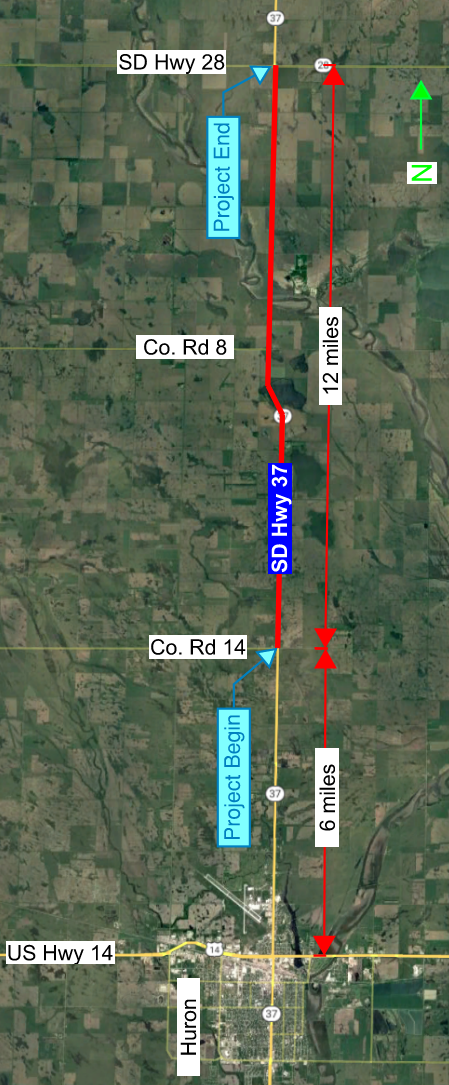 37
SD Hwy 28
28
Project End
N
Co. Rd 8
12 miles
37
SD Hwy 37
Co. Rd 14
Project Begin
37
6 miles
US Hwy 14
14
Huron
37